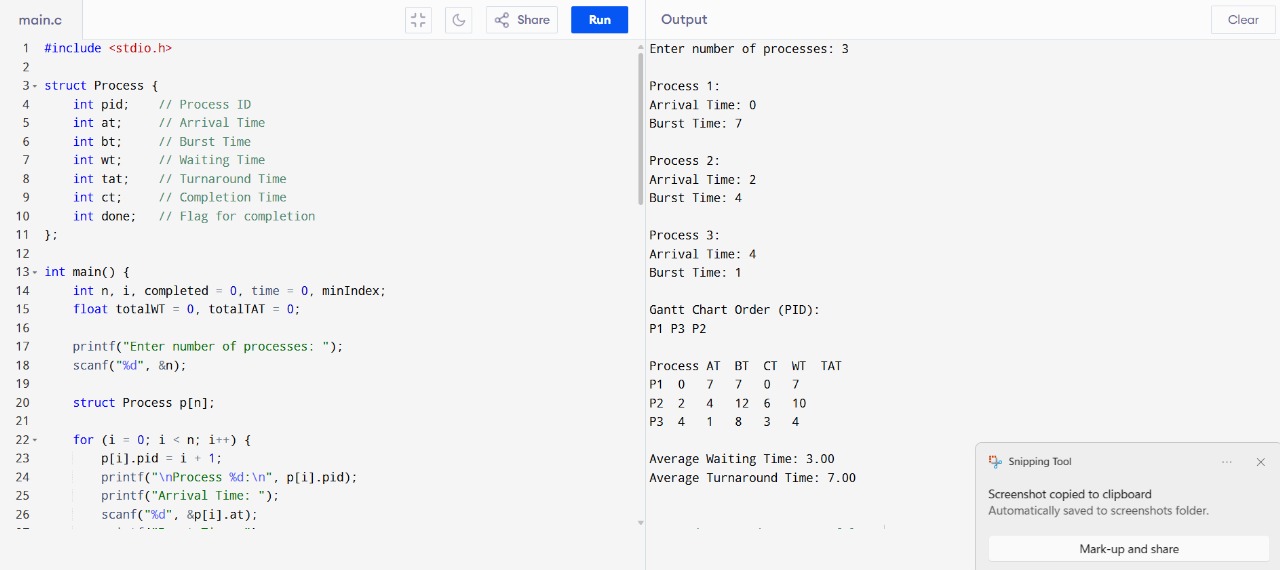 main.c
Share
Run
1 #include <stdio.h>
2
3 struct Process {
4 int pid; // Process ID
5 int at; // Arrival Time
6 int bt; // Burst Time
7 int wt; // Waiting Time
8 int tat; // Turnaround Time
9 int ct; // Completion Time
10 int done; // Flag for completion
11 };
12
13 int main() {
14 int n, i, completed = 0, time = 0, minIndex;
15 float totalWT = 0, totalTAT = 0;
16
17 printf("Enter number of processes: ");
18 scanf("%d", &n);
19
20 struct Process p[n];
21
22 for (i = 0; i < n; i++) {
23 p[i].pid = i + 1;
24 printf("\nProcess %d:\n", p[i].pid);
25 printf("Arrival Time: ");
26 scanf("%d", &p[i].at);
Output
Clear
Enter number of processes: 3
Process 1:
Arrival Time: 0
Burst Time: 7
Process 2:
Arrival Time: 2
Burst Time: 4
Process 3:
Arrival Time: 4
Burst Time: 1
Gantt Chart Order (PID):
P1 P3 P2
Process AT BT CT WT TAT
P1 0 7 7 0 7
P2 2 4 12 6 10
P3 4 1 8 3 4
Average Waiting Time: 3.00
Average Turnaround Time: 7.00
Snipping Tool
Screenshot copied to clipboard
Automatically saved to screenshots folder.
Mark-up and share